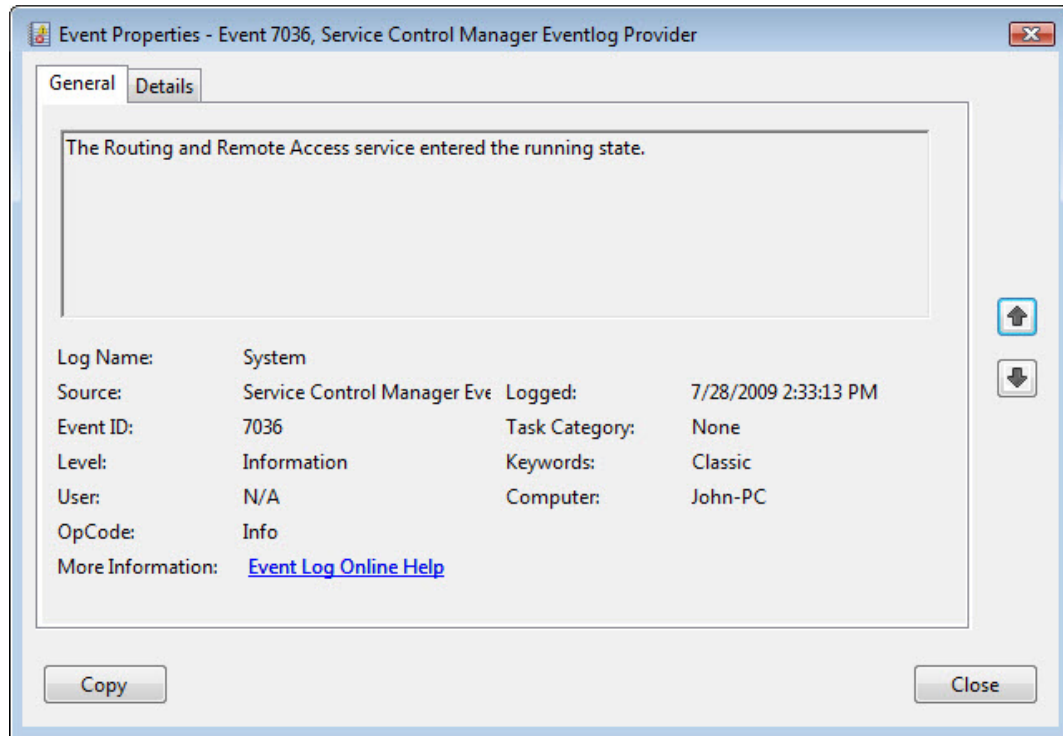 Event Properties - Event 7036, Service Control Manager Eventlog Provider
General Details
The Routing and Remote Access service entered the running state.
Log Name: System
Source: Service Control Manager Eve Logged: 7/28/2009 2:33:13 PM
Event ID: 7036 Task Category: None
Level: Information Keywords: Classic
User: N/A Computer: John-PC
OpCode: Info
More Information: Event Log Online Help
Copy Close